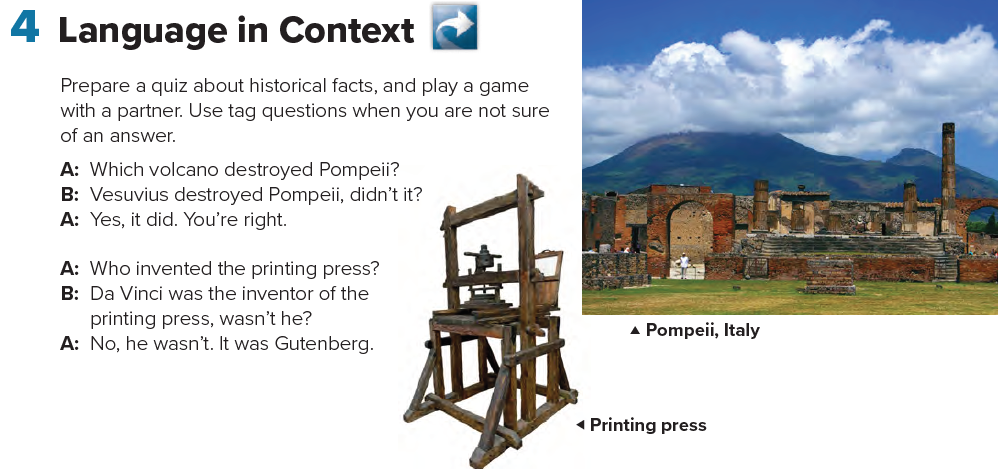 4 Language in Context
Prepare a quiz about historical facts, and play a game
with a partner. Use tag questions when you are not sure
of an answer.
A: Which volcano destroyed Pompeii?
B: Vesuvius destroyed Pompeii, didn’t it?
A: Yes, it did. You’re right.
A: Who invented the printing press?
B: Da Vinci was the inventor of the
printing press, wasn’t he?
A: No, he wasn’t. It was Gutenberg.
Pompeii, Italy
Printing press